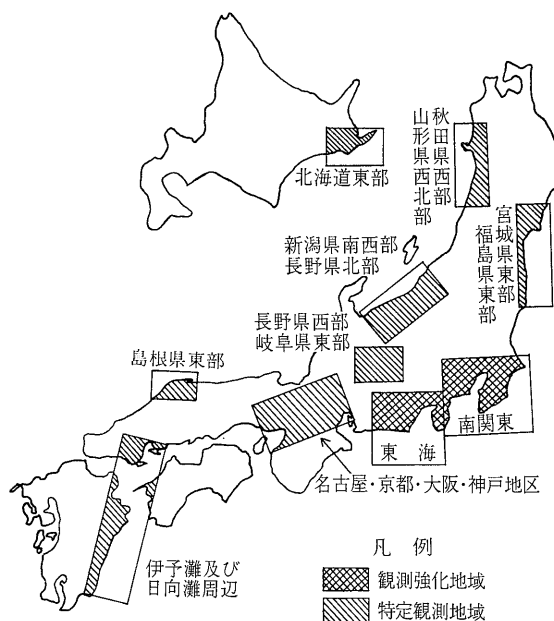 北海道東部
秋田県西部
山形県西北部
宮城県東部
福島県東部
新潟県南西部
長野県北部
長野県西部
岐阜県東部
島根県東部
南関東
東海
名古屋・京都・大阪・神戸地区
伊予灘及び
日向灘周辺
凡例
観測強化地域
特定観測地域